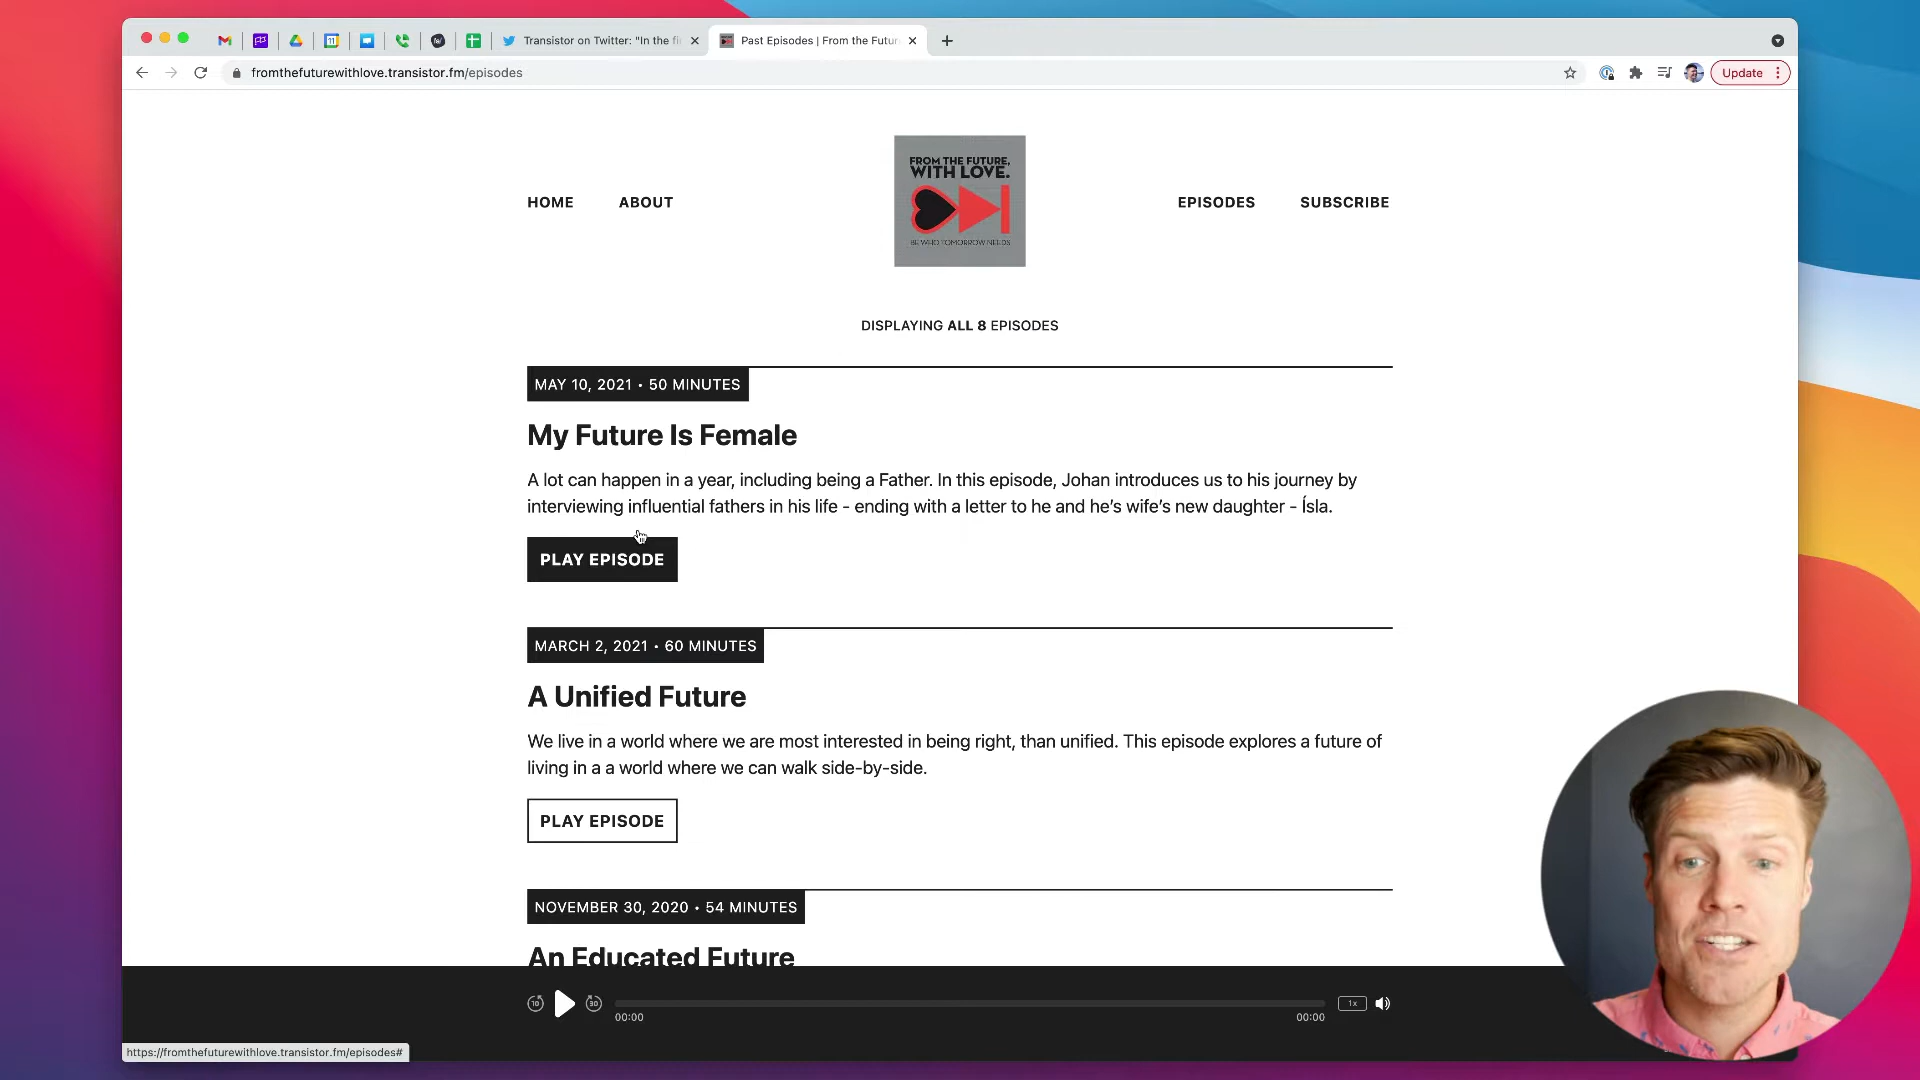 Transistor on Twitter: "In the fi
Past Episodes | From the Futur
fromthefuturewithlove.transistor.fm/episodes
Update
HOME
ABOUT
FROM THE FUTURE,
WITH LOVE.
BE WHO TOMORROW NEEDS
EPISODES
SUBSCRIBE
DISPLAYING ALL 8 EPISODES
MAY 10, 2021 • 50 MINUTES
My Future Is Female
A lot can happen in a year, including being a Father. In this episode, Johan introduces us to his journey by
interviewing influential fathers in his life - ending with a letter to he and he’s wife’s new daughter - Ísla.
PLAY EPISODE
MARCH 2, 2021 • 60 MINUTES
A Unified Future
We live in a world where we are most interested in being right, than unified. This episode explores a future of
living in a a world where we can walk side-by-side.
PLAY EPISODE
NOVEMBER 30, 2020 • 54 MINUTES
An Educated Future
10
30
00:00
00:00
1x
https://fromthefuturewithlove.transistor.fm/episodes#